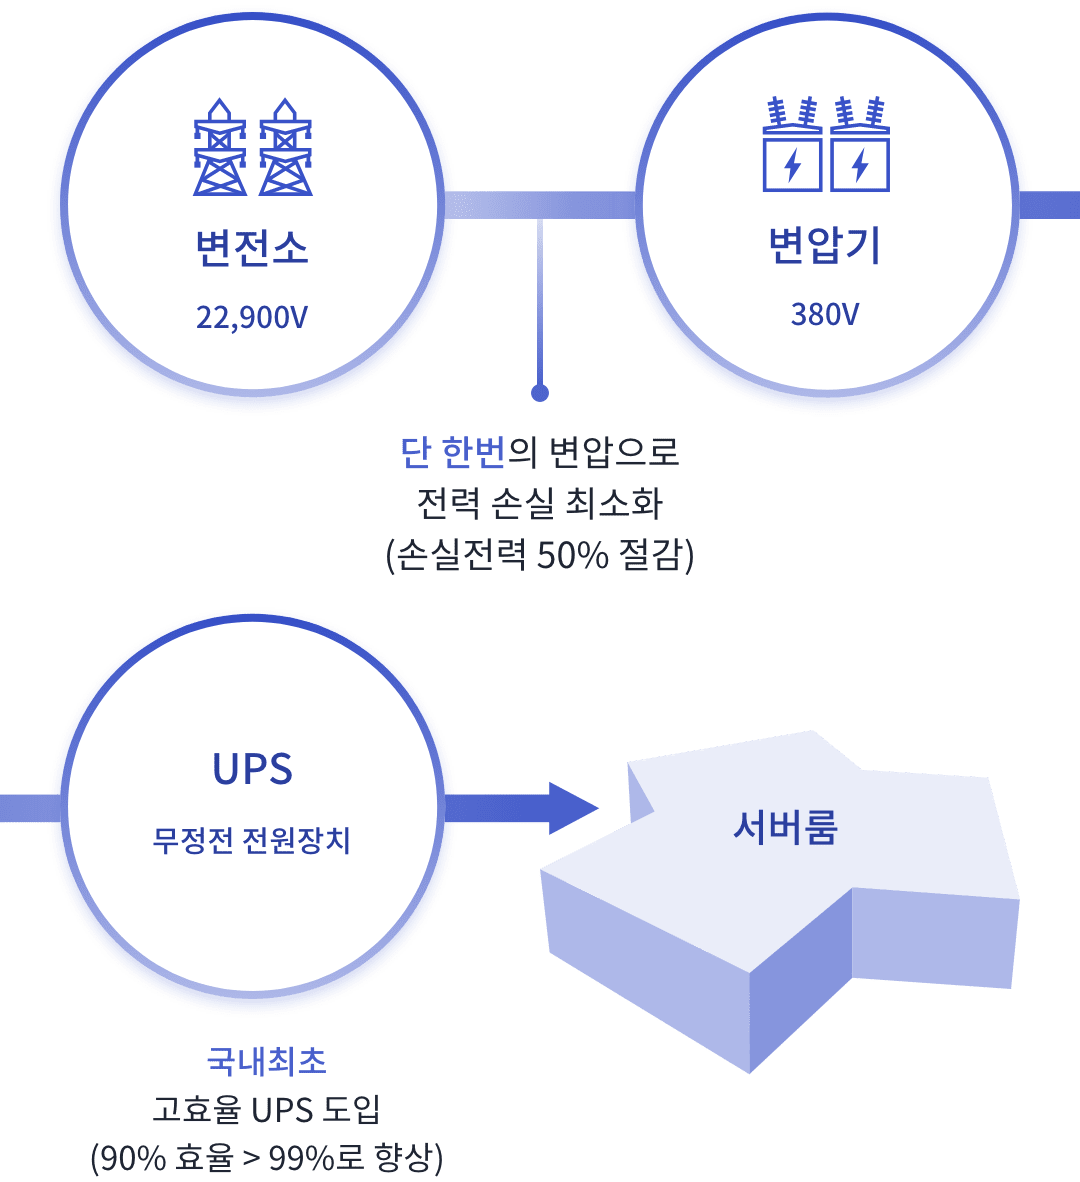 변전소
22,900V
변압기
380V
단 한번의 변압으로
전력 손실 최소화
(손실전력 50% 절감)
UPS
무정전 전원장치
서버룸
국내최초
고효율 UPS 도입
(90% 효율 > 99%로 향상)